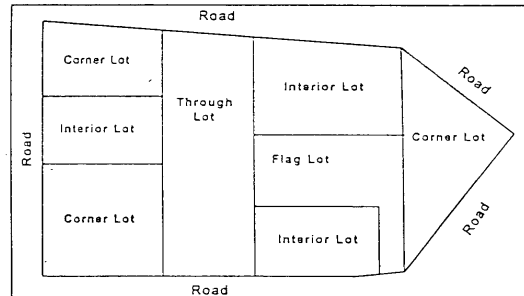 Road
Corner Lot
Through
Lot
Interior Lot
Road
Interior Lot
Road
Corner Lot
Flag Lot
Corner Lot
Interior Lot
Road
Road